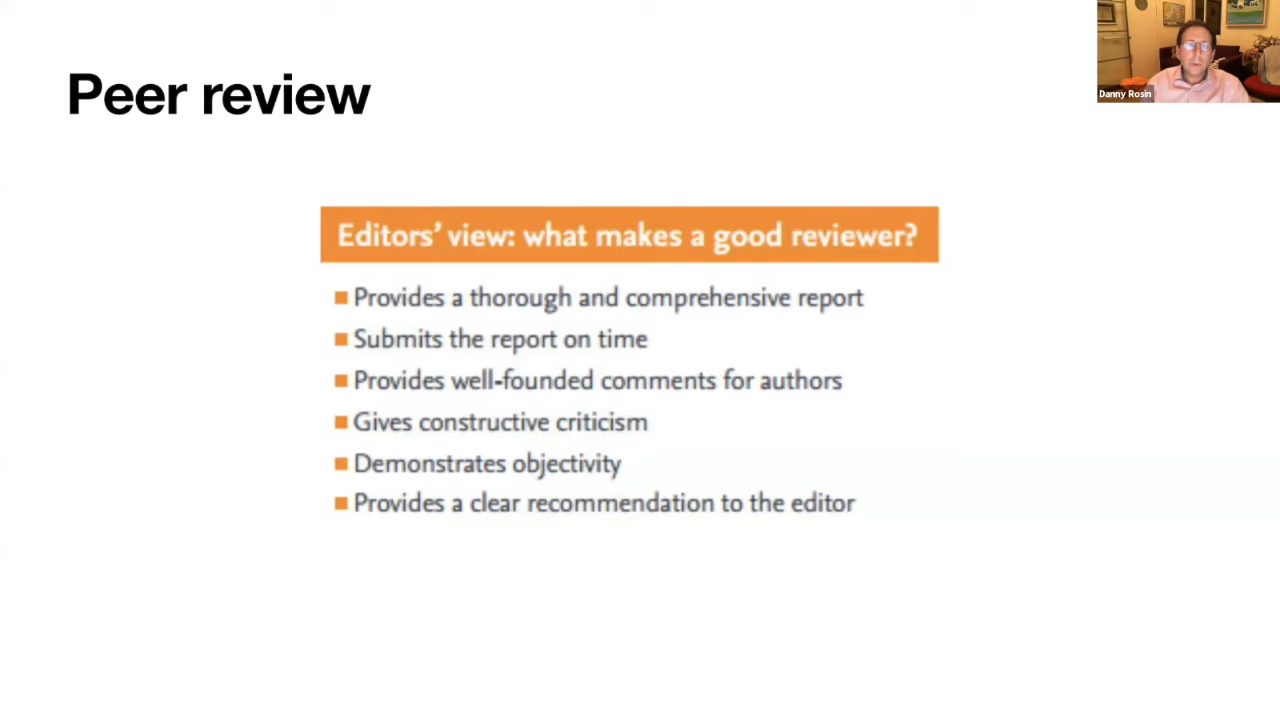 Peer review
Danny Rosin
Editors' view: what makes a good reviewer?
Provides a thorough and comprehensive report
Submits the report on time
Provides well-founded comments for authors
Gives constructive criticism
Demonstrates objectivity
Provides a clear recommendation to the editor